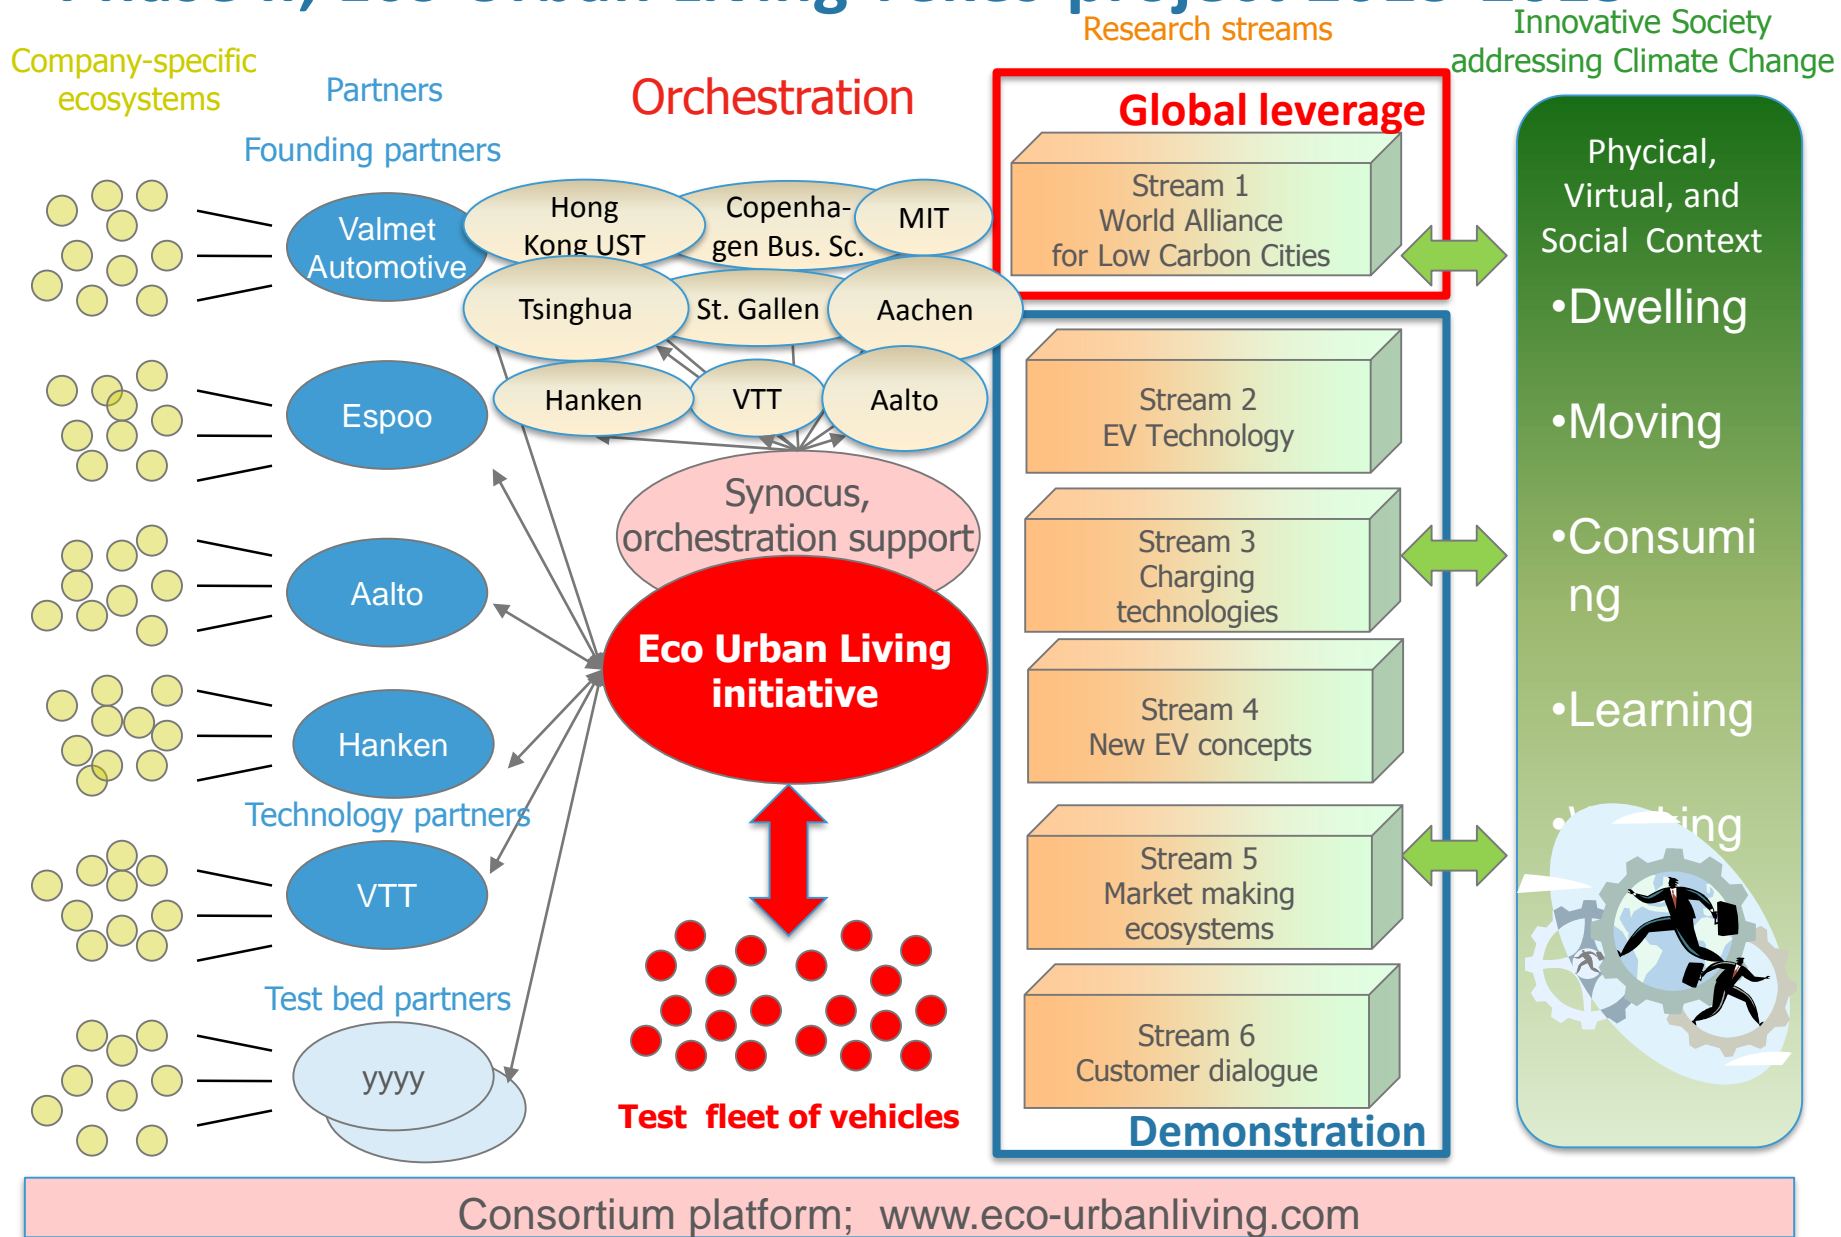 Innovative Society
addressing Climate Change
Research streams
Company-specific
ecosystems
Partners
Orchestration
Founding partners
Valmet
Automotive
Espoo
Aalto
Hanken
Technology partners
VTT
Test bed partners
yyyy
Hong
Kong UST
Copenha-
gen Bus. Sc.
MIT
Tsinghua
St. Gallen
Aachen
Hanken
VTT
Aalto
Synocus,
orchestration support
Eco Urban Living
initiative
Test fleet of vehicles
Global leverage
Stream 1
World Alliance
for Low Carbon Cities
Stream 2
EV Technology
Stream 3
Charging
technologies
Stream 4
New EV concepts
Stream 5
Market making
ecosystems
Stream 6
Customer dialogue
Demonstration
Phycical,
Virtual, and
Social Context
•Dwelling
•Moving
•Consumi
ng
•Learning
Consortium platform; www.eco-urbanliving.com